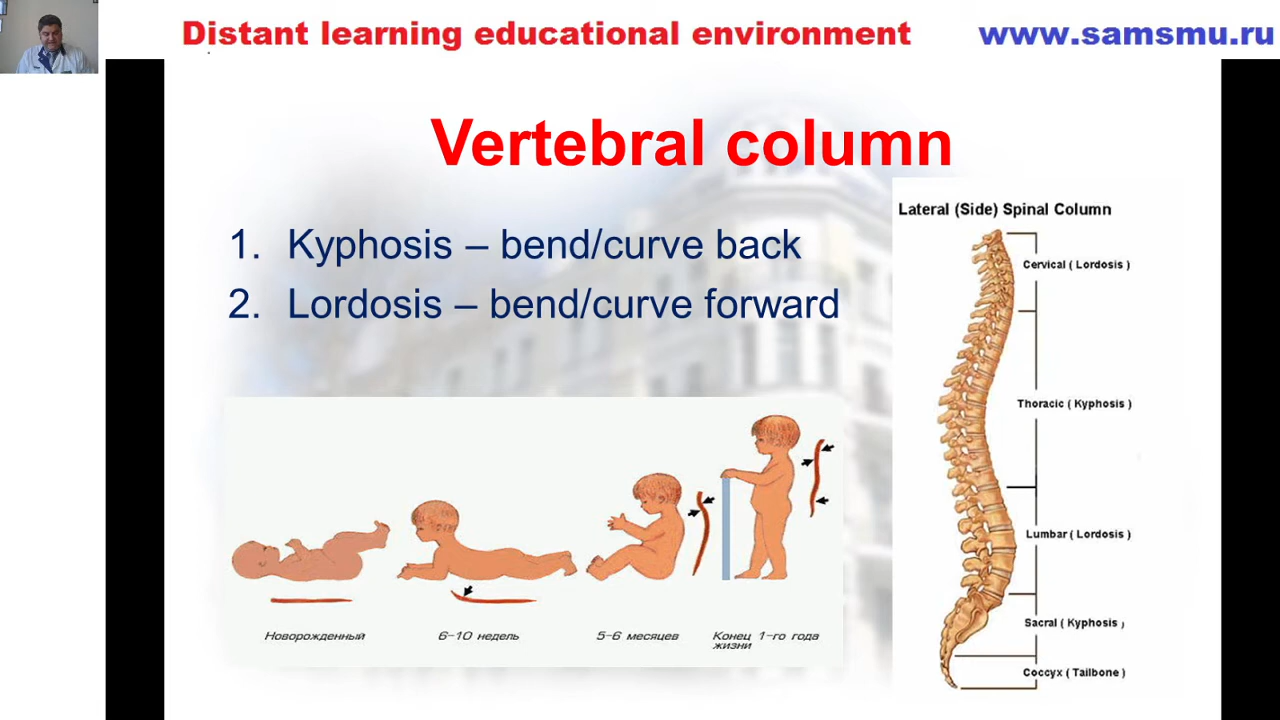 Distant learning educational environment
www.samsmu.ru
Vertebral column
1. Kyphosis – bend/curve back
2. Lordosis – bend/curve forward
Lateral (Side) Spinal Column
Cervical ( Lordosis )
Thoracic ( Kyphosis )
Lumbar ( Lordosis )
Sacral ( Kyphosis )
Coccyx ( Tailbone )
Новорожденный
6-10 недель
5-6 месяцев
Конец 1-го года
жизни